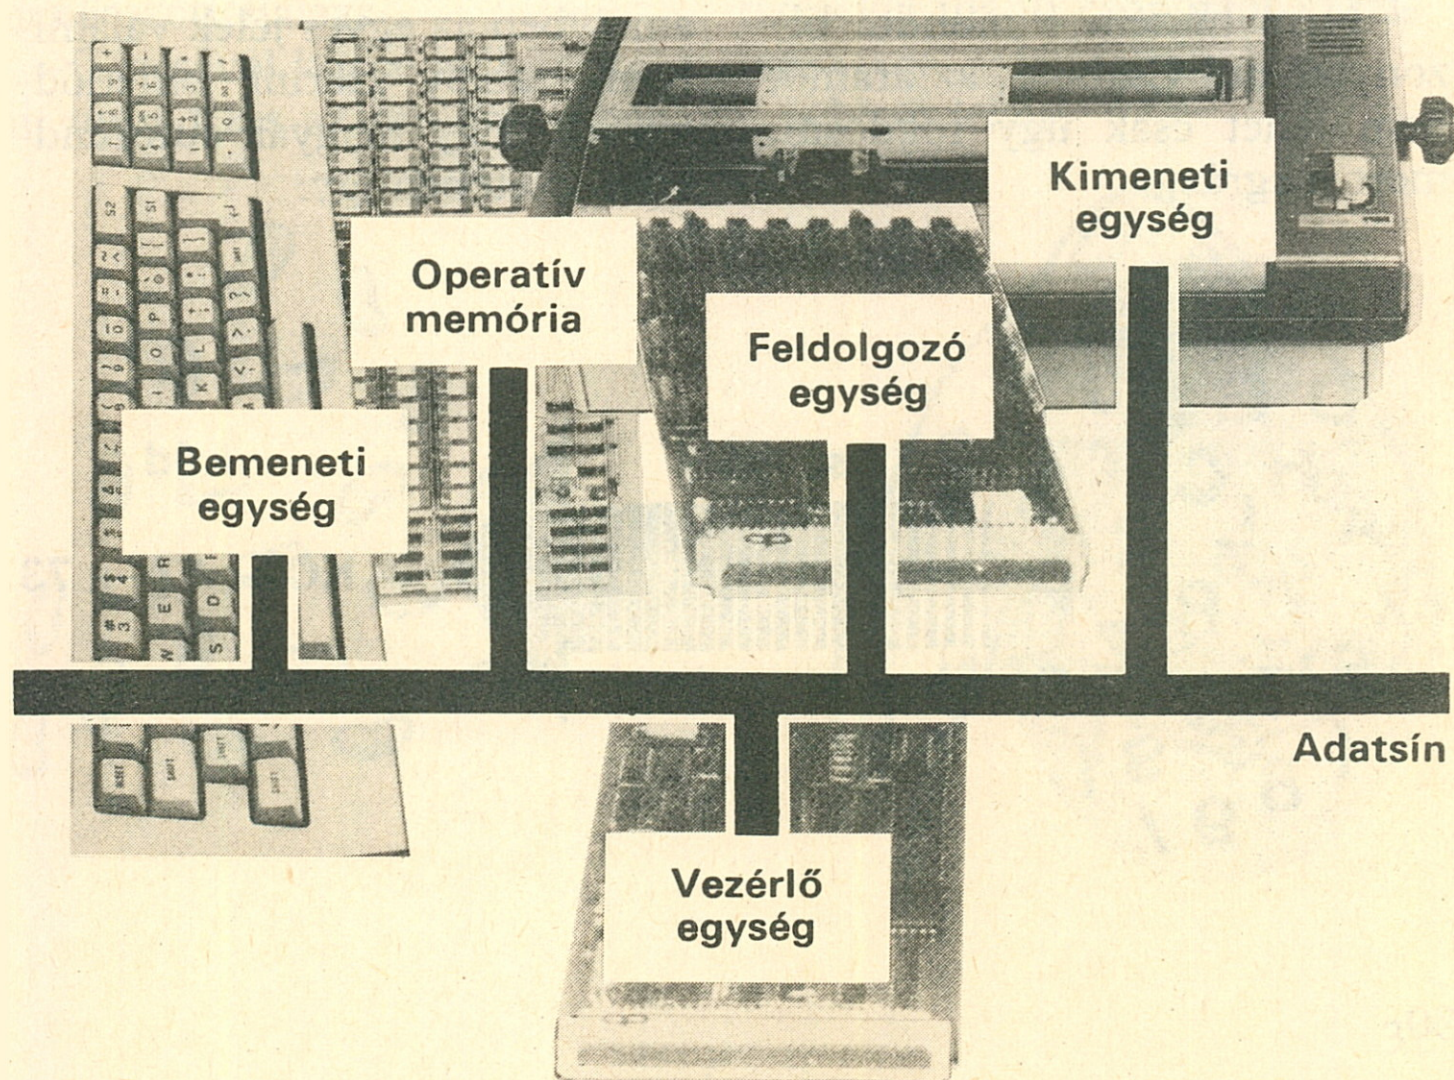 Kimeneti
egység
Operatív
memória
Feldolgozó
egység
Bemeneti
egység
Adatsín
Vezérlő
egység